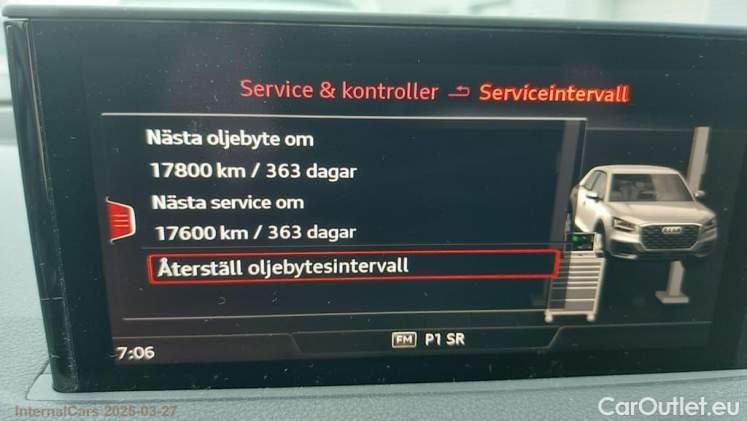 Service & kontroller Serviceintervall
Nästa oljebyte om
17800 km / 363 dagar
Nästa service om
17600 km / 363 dagar
Återställ oljebytesintervall
FM P1 SR
7:06
InternalCars 2025-03-27
CarOutlet.eu